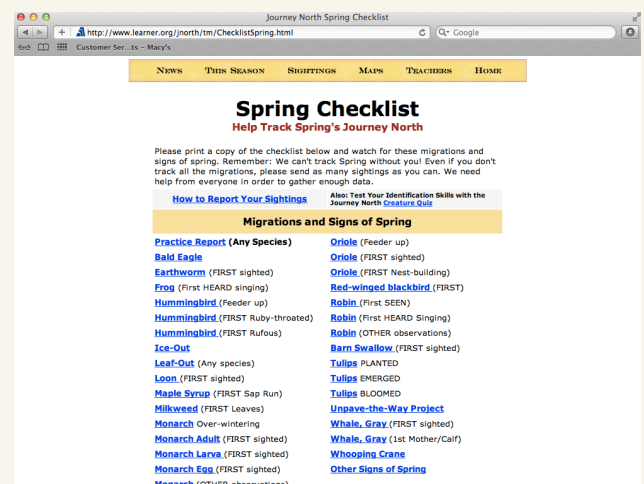 Journey North Spring Checklist
http://www.learner.org/jnorth/tm/ChecklistSpring.html
Google
Customer Ser...ts – Macy's
NEWS THIS SEASON SIGHTINGS MAPS TEACHERS HOME
Spring Checklist
Help Track Spring's Journey North
Please print a copy of the checklist below and watch for these migrations and
signs of spring. Remember: We can't track Spring without you! Even if you don't
track all the migrations, please send as many sightings as you can. We need
help from everyone in order to gather enough data.
How to Report Your Sightings
Also: Test Your Identification Skills with the
Journey North Creature Quiz
Migrations and Signs of Spring
Practice Report (Any Species)
Bald Eagle
Earthworm (FIRST sighted)
Frog (First HEARD singing)
Hummingbird (Feeder up)
Hummingbird (FIRST Ruby-throated)
Hummingbird (FIRST Rufous)
Ice-Out
Leaf-Out (Any species)
Loon (FIRST sighted)
Maple Syrup (FIRST Sap Run)
Milkweed (FIRST Leaves)
Monarch Over-wintering
Monarch Adult (FIRST sighted)
Monarch Larva (FIRST sighted)
Monarch Egg (FIRST sighted)
Monarch (OTHER observations)
Oriole (Feeder up)
Oriole (FIRST sighted)
Oriole (FIRST Nest-building)
Red-winged blackbird (FIRST)
Robin (First SEEN)
Robin (First HEARD Singing)
Robin (OTHER observations)
Barn Swallow (FIRST sighted)
Tulips PLANTED
Tulips EMERGED
Tulips BLOOMED
Unpave-the-Way Project
Whale, Gray (FIRST sighted)
Whale, Gray (1st Mother/Calf)
Whooping Crane
Other Signs of Spring